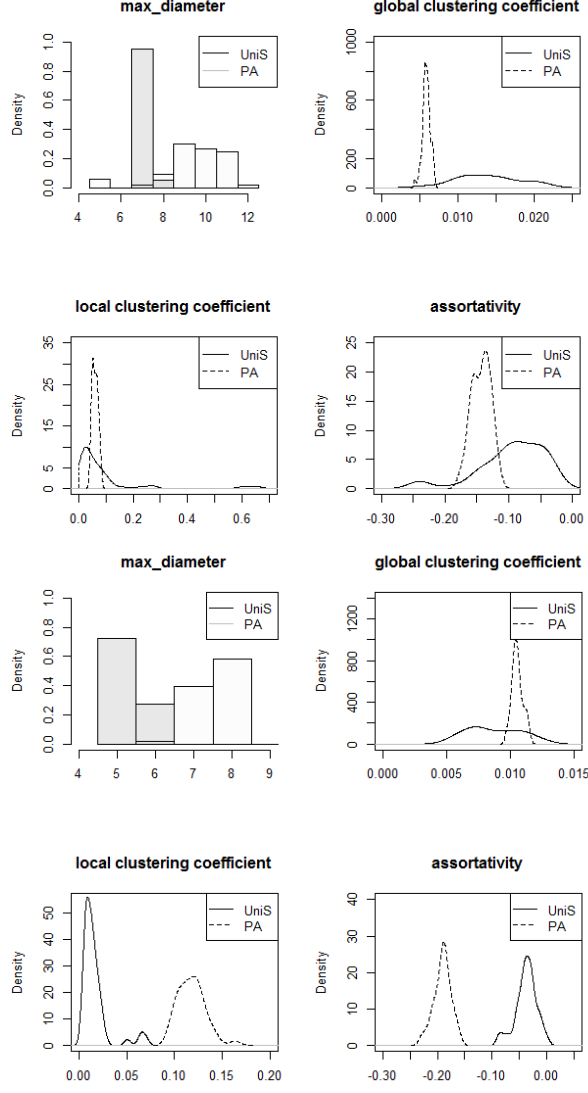 max_diameter
Density
0.0 0.2 0.4 0.6 0.8 1.0
4 6 8 10 12
UniS
PA
global clustering coefficient
Density
0 200 600 1000
0.000 0.010 0.020
UniS
PA
local clustering coefficient
Density
0 5 15 25 35
0.0 0.2 0.4 0.6
UniS
PA
assortativity
Density
0 5 10 15 20 25
-0.30 -0.20 -0.10 0.00
UniS
PA
max_diameter
Density
0.0 0.2 0.4 0.6 0.8 1.0
4 5 6 7 8 9
UniS
PA
global clustering coefficient
Density
0 400 800 1200
0.000 0.005 0.010 0.015
UniS
PA
local clustering coefficient
Density
0 10 20 30 40 50
0.00 0.05 0.10 0.15 0.20
UniS
PA
assortativity
Density
0 10 20 30 40
-0.30 -0.20 -0.10 0.00
UniS
PA